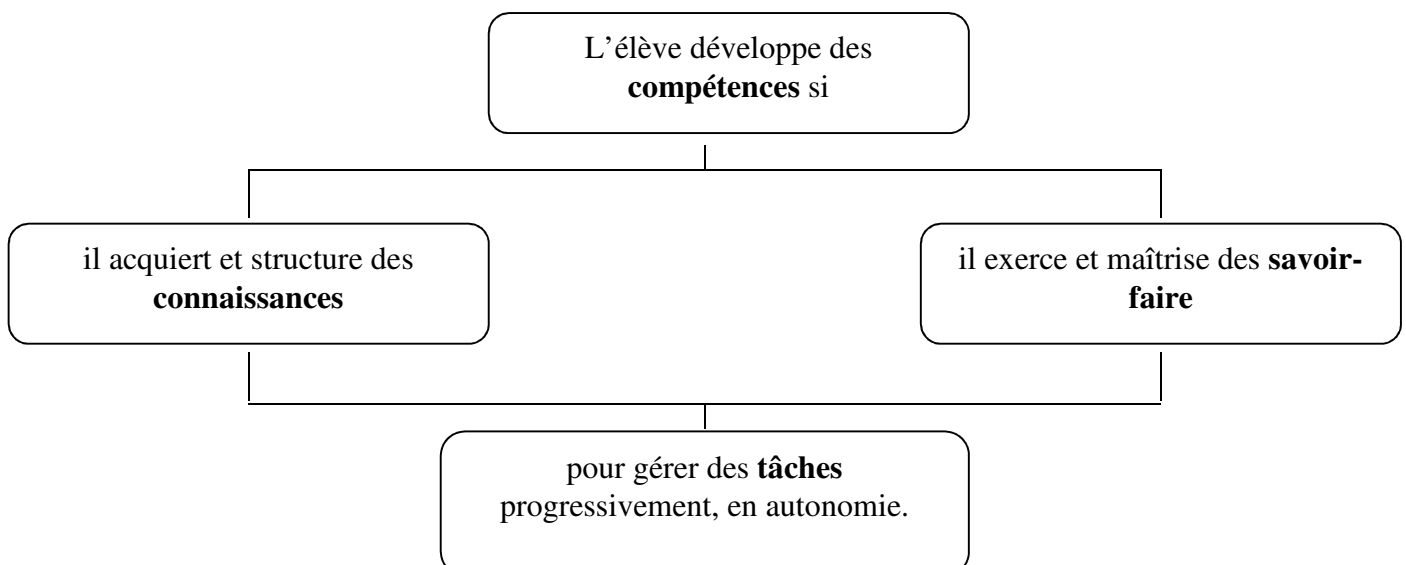 L’élève développe des
compétences si
il acquiert et structure des
connaissances
il exerce et maîtrise des savoir-
faire
pour gérer des tâches
progressivement, en autonomie.